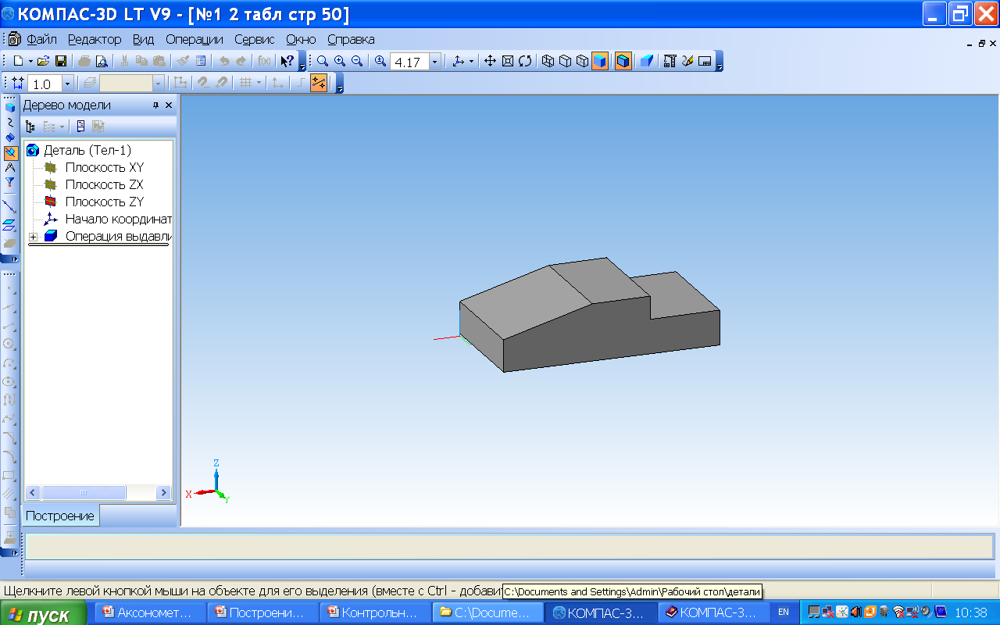 КОМПАС-3D LT V9 - [№1 2 табл стр 50]
Файл Редактор Вид Операции Сервис Окно Справка
4.17
f(x)
1.0
Дерево модели
Деталь (Тел-1)
Плоскость XY
Плоскость ZX
Плоскость ZY
Начало координат
Операция выдавли
Z
X
Y
Построение
Щелкните левой кнопкой мыши на объекте для его выделения (вместе с Ctrl - добави
C:\Documents and Settings\Admin\Рабочий стол\детали
пуск
Аксономет...
Построени...
Контрольн...
C:\Docume...
КОМПАС-3...
КОМПАС-3...
EN
10:38